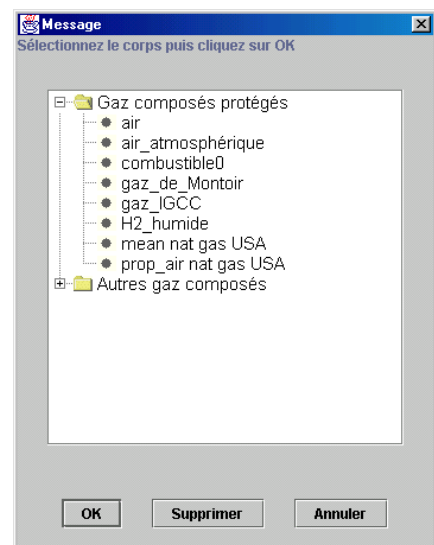 Message
Sélectionnez le corps puis cliquez sur OK
Gaz composés protégés
air
air_atmosphérique
combustible0
gaz_de_Montoir
gaz_IGCC
H2_humide
mean nat gas USA
prop_air nat gas USA
Autres gaz composés
OK Supprimer Annuler